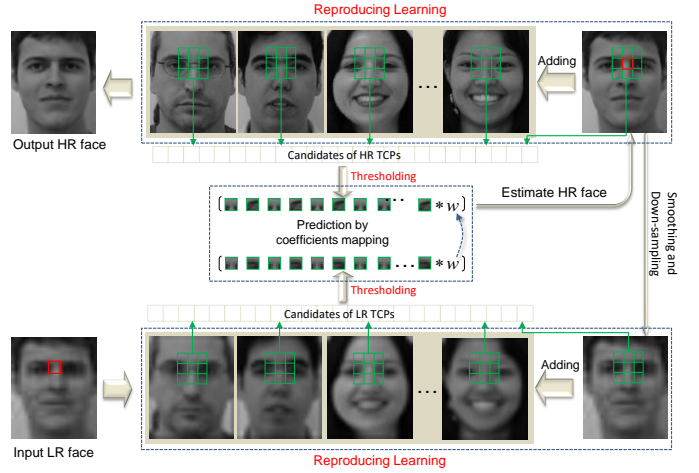 Reproducing Learning
Adding
...
Output HR face
Candidates of HR TCPs
Thresholding
Estimate HR face
Smoothing and
Down-sampling
( ... * w )
Prediction by
coefficients mapping
( ... * w )
Thresholding
Candidates of LR TCPs
Adding
...
Input LR face
Reproducing Learning